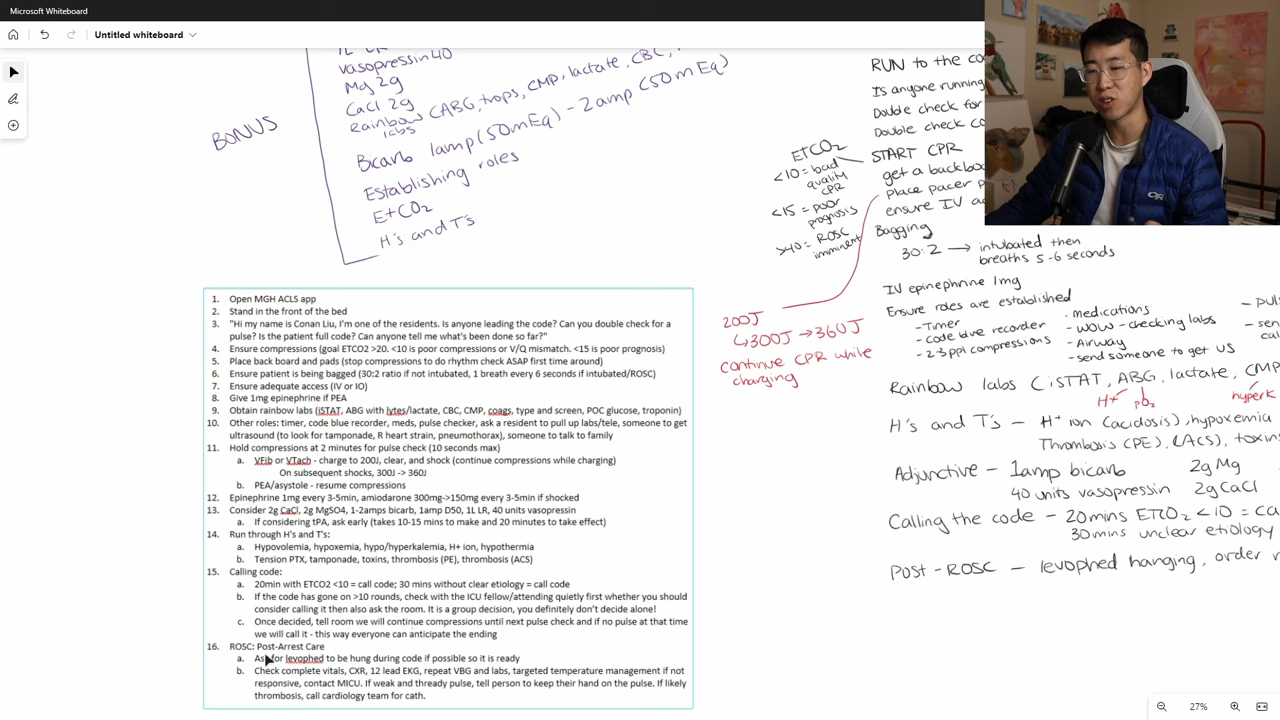 Microsoft Whiteboard
Untitled whiteboard
vasopressin 40
Mg 2g
CaCl 2g
Rainbow labs CABG, trops, CMP, lactate, CBC,
Bicarb 1amp (50mEq) - 2 amp (50mEq)
Establishing roles
EtCO2
H's and T's
BONUS
1. Open MGH ACLS app
2. Stand in the front of the bed
3. "Hi my name is Conan Liu, I'm one of the residents. Is anyone leading the code? Can you double check for a
pulse? Is the patient full code? Can anyone tell me what's been done so far?"
4. Ensure compressions (goal ETCO2 >20. <10 is poor compressions or V/Q mismatch. <15 is poor prognosis)
5. Place back board and pads (stop compressions to do rhythm check ASAP first time around)
6. Ensure patient is being bagged (30:2 ratio if not intubated, 1 breath every 6 seconds if intubated/ROSC)
7. Ensure adequate access (IV or IO)
8. Give 1mg epinephrine if PEA
9. Obtain rainbow labs (iSTAT, ABG with lytes/lactate, CBC, CMP, coags, type and screen, POC glucose, troponin)
10. Other roles: timer, code blue recorder, meds, pulse checker, ask a resident to pull up labs/tele, someone to get
ultrasound (to look for tamponade, R heart strain, pneumothorax), someone to talk to family
11. Hold compressions at 2 minutes for pulse check (10 seconds max)
a. VFib or VTach - charge to 200J, clear, and shock (continue compressions while charging)
On subsequent shocks, 300J -> 360J
b. PEA/asystole - resume compressions
12. Epinephrine 1mg every 3-5min, amiodarone 300mg->150mg every 3-5min if shocked
13. Consider 2g CaCl, 2g MgSO4, 1-2amps bicarb, 1amp D50, 1L LR, 40 units vasopressin
a. If considering tPA, ask early (takes 10-15 mins to make and 20 minutes to take effect)
14. Run through H's and T's:
a. Hypovolemia, hypoxemia, hypo/hyperkalemia, H+ ion, hypothermia
b. Tension PTX, tamponade, toxins, thrombosis (PE), thrombosis (ACS)
15. Calling code:
a. 20min with ETCO2 <10 = call code; 30 mins without clear etiology = call code
b. If the code has gone on >10 rounds, check with the ICU fellow/attending quietly first whether you should
consider calling it then also ask the room. It is a group decision, you definitely don't decide alone!
c. Once decided, tell room we will continue compressions until next pulse check and if no pulse at that time
we will call it - this way everyone can anticipate the ending
16. ROSC: Post-Arrest Care
a. Ask for levophed to be hung during code if possible so it is ready
b. Check complete vitals, CXR, 12 lead EKG, repeat VBG and labs, targeted temperature management if not
responsive, contact MICU. If weak and thready pulse, tell person to keep their hand on the pulse. If likely
thrombosis, call cardiology team for cath.
EtCO2
<10 = bad
quality
CPR
<15 = poor
prognosis
>40 = ROSC
imminent
200J
↳300J → 360J
continue CPR while
charging
RUN to the co
Is anyone running
Double check for
Double check co
START CPR
get a backboa
place pacer p
ensure IV ac
Bagging
30:2 → intubated then
breaths 5-6 seconds
IV epinephrine 1mg
Ensure roles are established
- Timer
- code blue recorder
- 2-3 ppl compressions
- medications
- WOW - checking labs
- Airway
- send someone to get US
- pul
- sen
cal
Rainbow labs (iSTAT, ABG, lactate, CMP
H+ pO2 hyperk
H's and T's - H+ ion (acidosis), hypoxemia
Thrombosis (PE), (ACS), toxin
Adjunctive - 1amp bicarb 2g Mg
40 units vasopressin 2g CaCl
Calling the code - 20mins EtCO2 <10 = ca
30mins unclear etiology
Post-ROSC - levophed hanging, order
27%